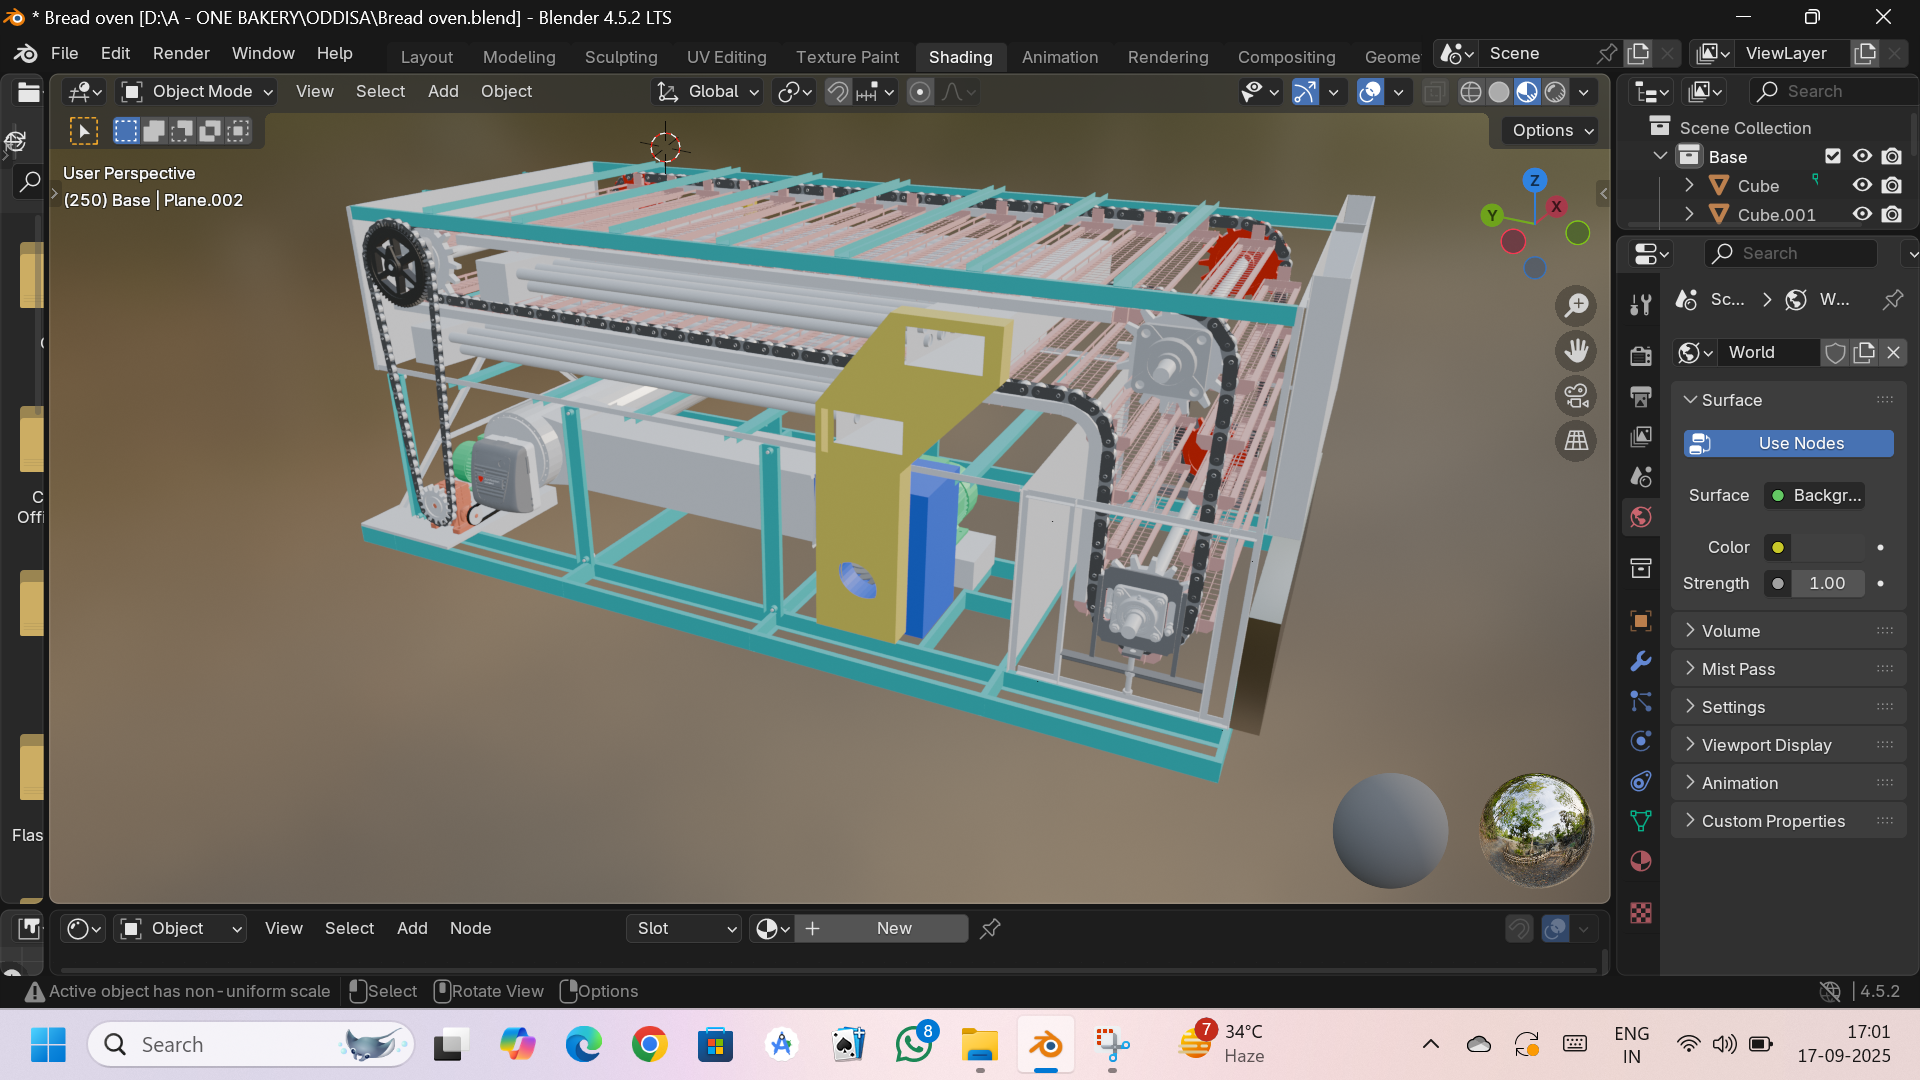 * Bread oven [D:\A - ONE BAKERY\ODDISA\Bread oven.blend] - Blender 4.5.2 LTS
File Edit Render Window Help Layout Modeling Sculpting UV Editing Texture Paint Shading Animation Rendering Compositing Geome Scene ViewLayer
Object Mode View Select Add Object Global Search
Options
Scene Collection
Base
Cube
Cube.001
User Perspective
(250) Base | Plane.002
Z
Y
X
Search
Sc... W...
World
Surface
Use Nodes
Surface Backgr...
Color
Strength 1.00
Volume
Mist Pass
Settings
Viewport Display
Animation
Custom Properties
C
C
Offi
Flas
Object View Select Add Node Slot New
Active object has non-uniform scale Select Rotate View Options 4.5.2
Search
8
7
34°C
Haze
ENG
IN
17:01
17-09-2025